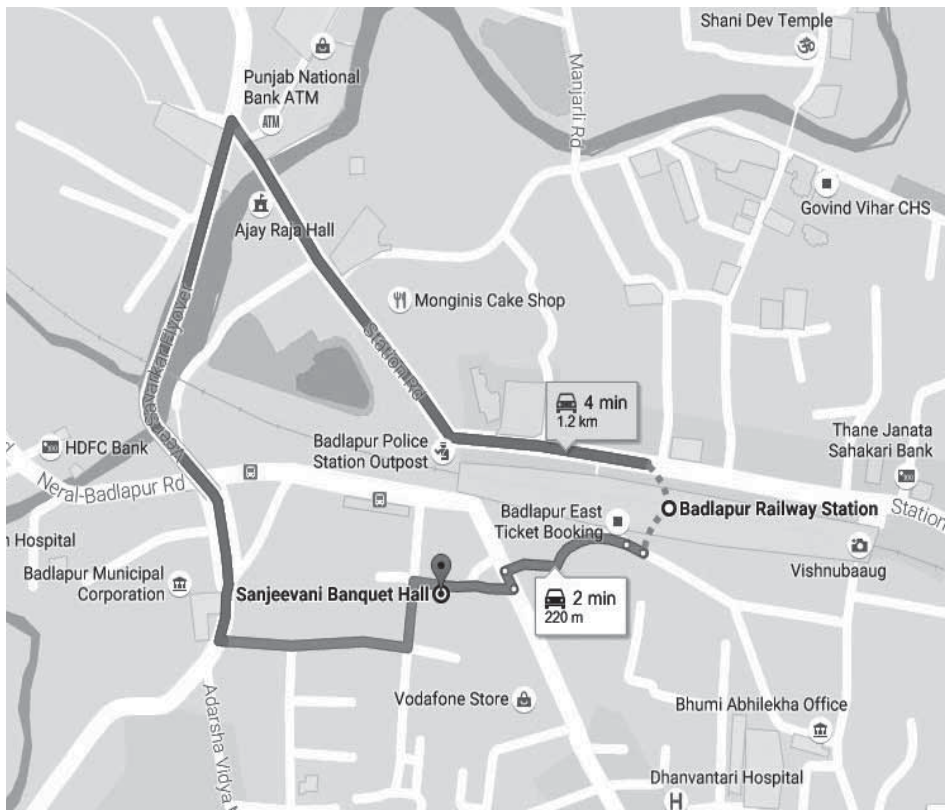 Shani Dev Temple
Punjab National
Bank ATM
ATM
Manjarli Rd
Govind Vihar CHS
Ajay Raja Hall
Monginis Cake Shop
Veer Savarkar Flyover
Station Rd
4 min
1.2 km
HDFC Bank
Badlapur Police
Station Outpost
Thane Janata
Sahakari Bank
Neral-Badlapur Rd
Badlapur Railway Station
Station
Badlapur East
Ticket Booking
n Hospital
Vishnubaaug
Badlapur Municipal
Corporation
Sanjeevani Banquet Hall
2 min
220 m
Vodafone Store
Adarsha Vidya
Bhumi Abhilekha Office
Dhanvantari Hospital
H